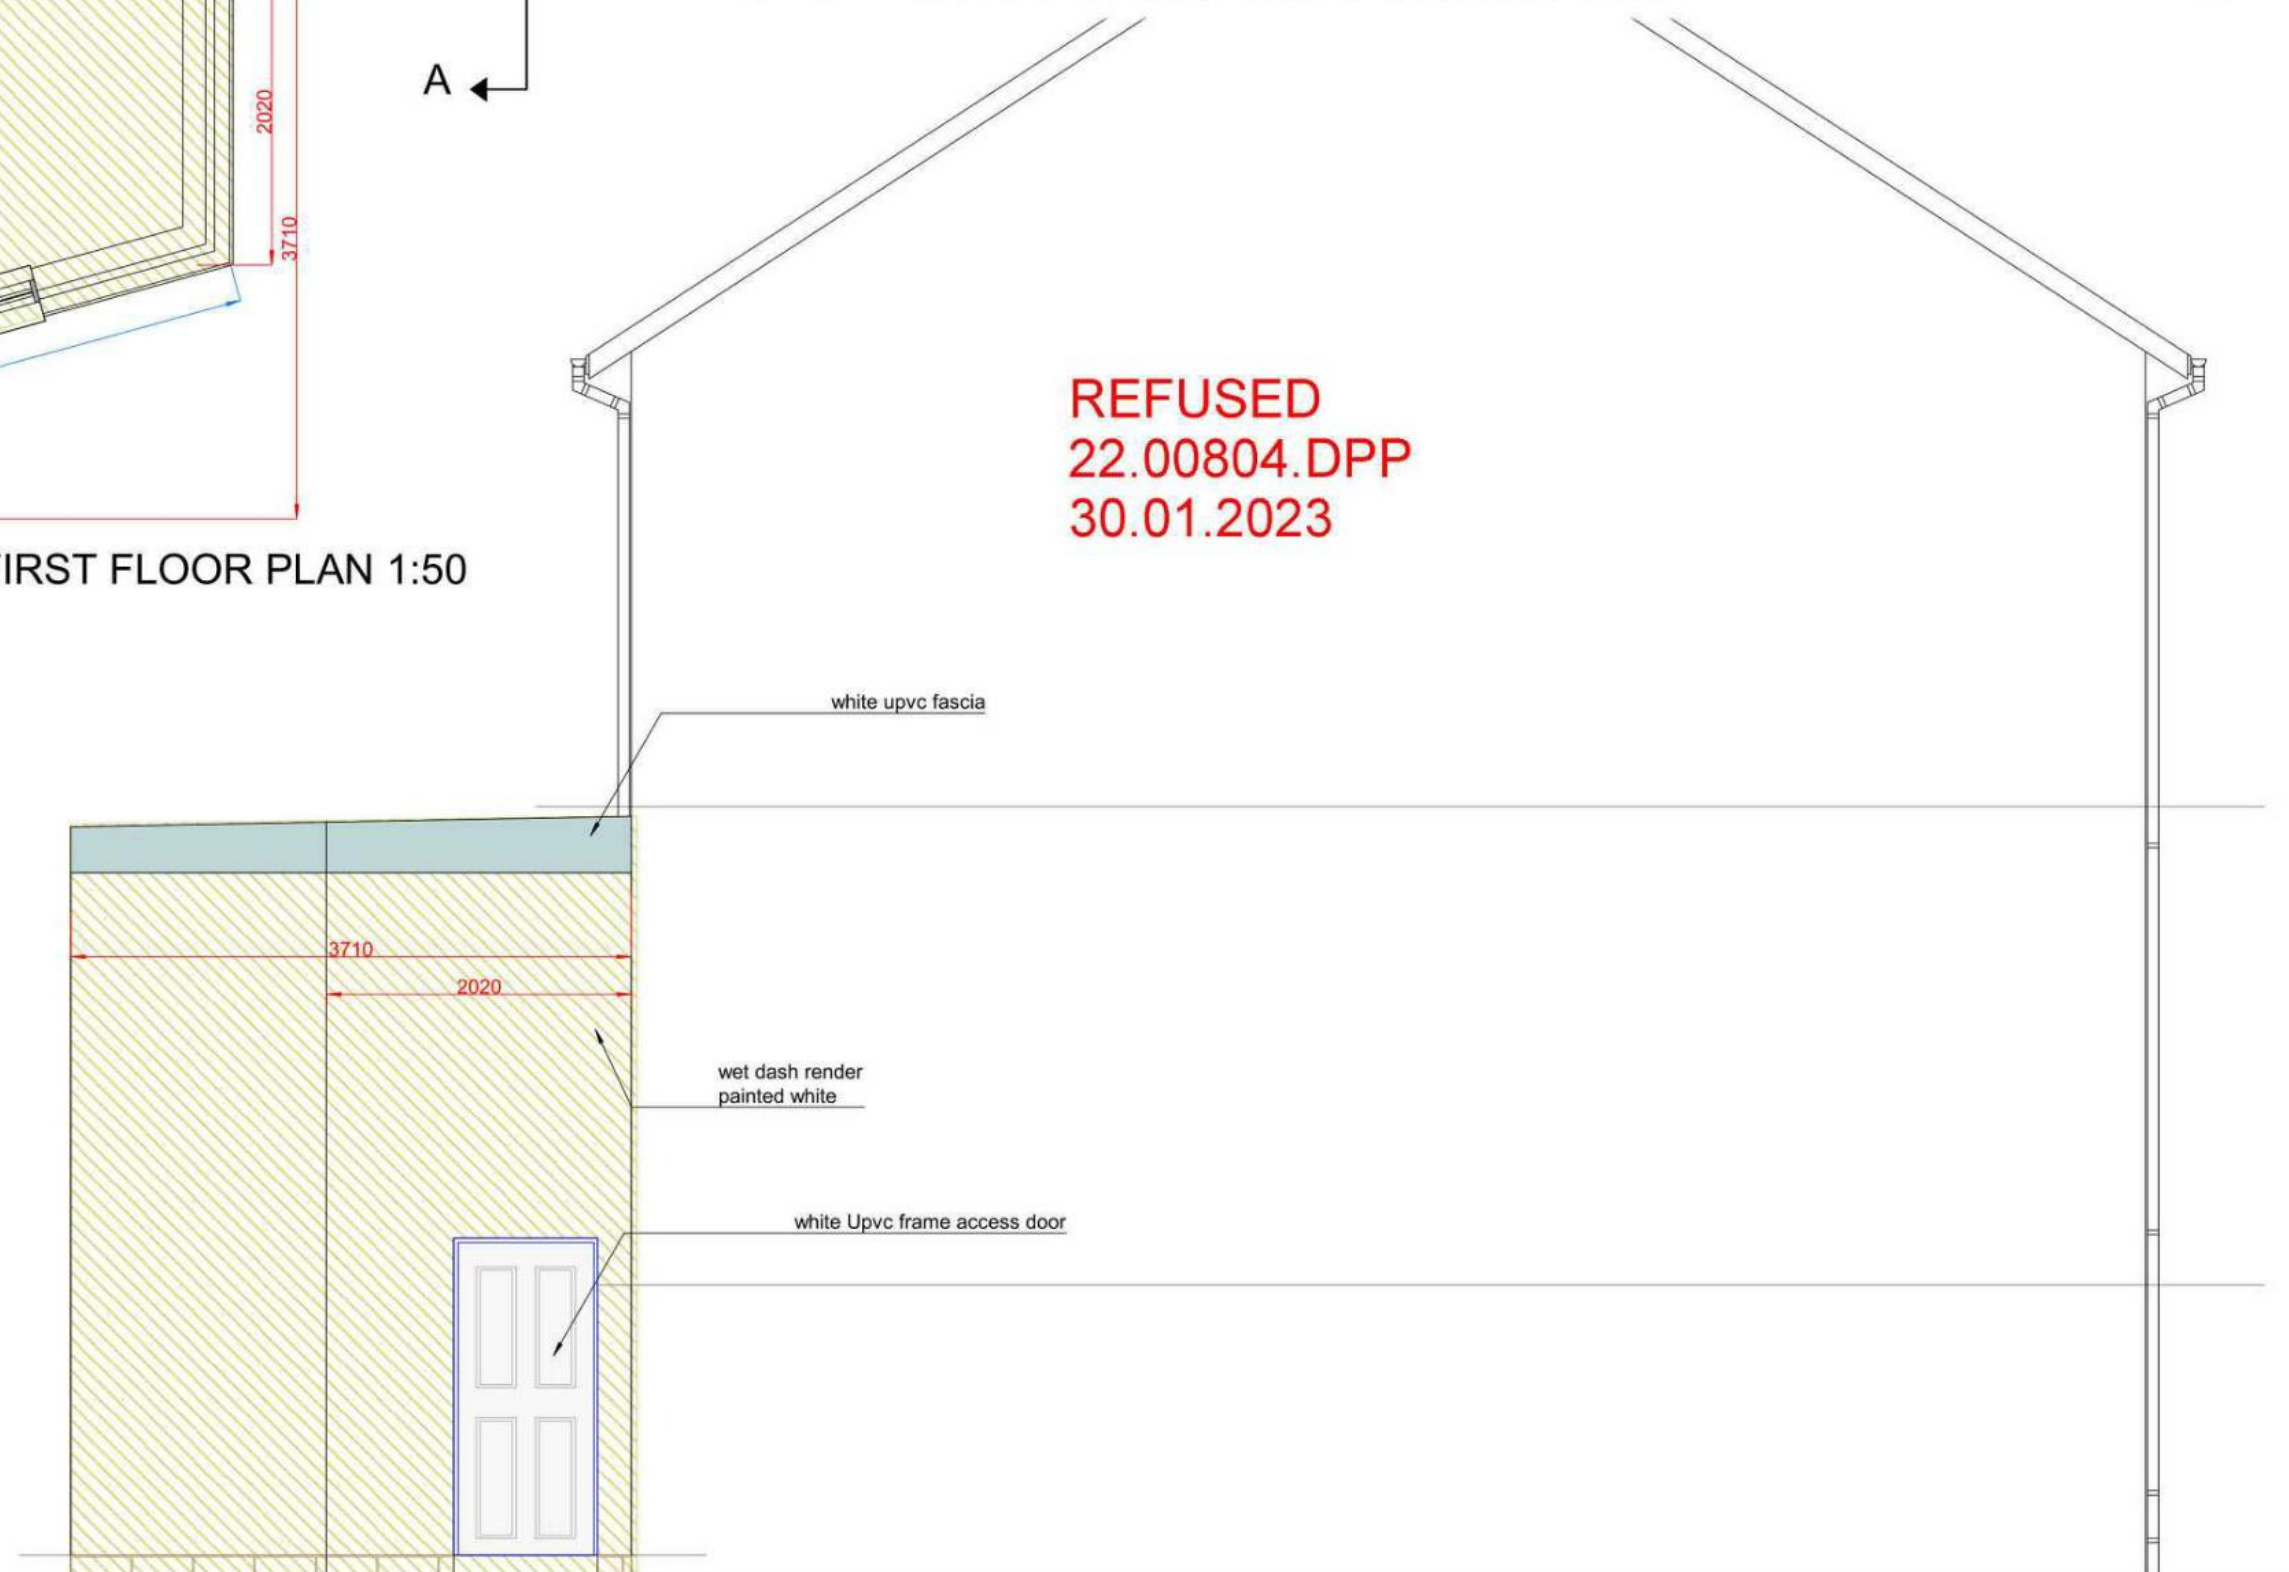 A
2020
3710
REFUSED
22.00804.DPP
30.01.2023
FIRST FLOOR PLAN 1:50
white upvc fascia
3710
2020
wet dash render
painted white
white Upvc frame access door